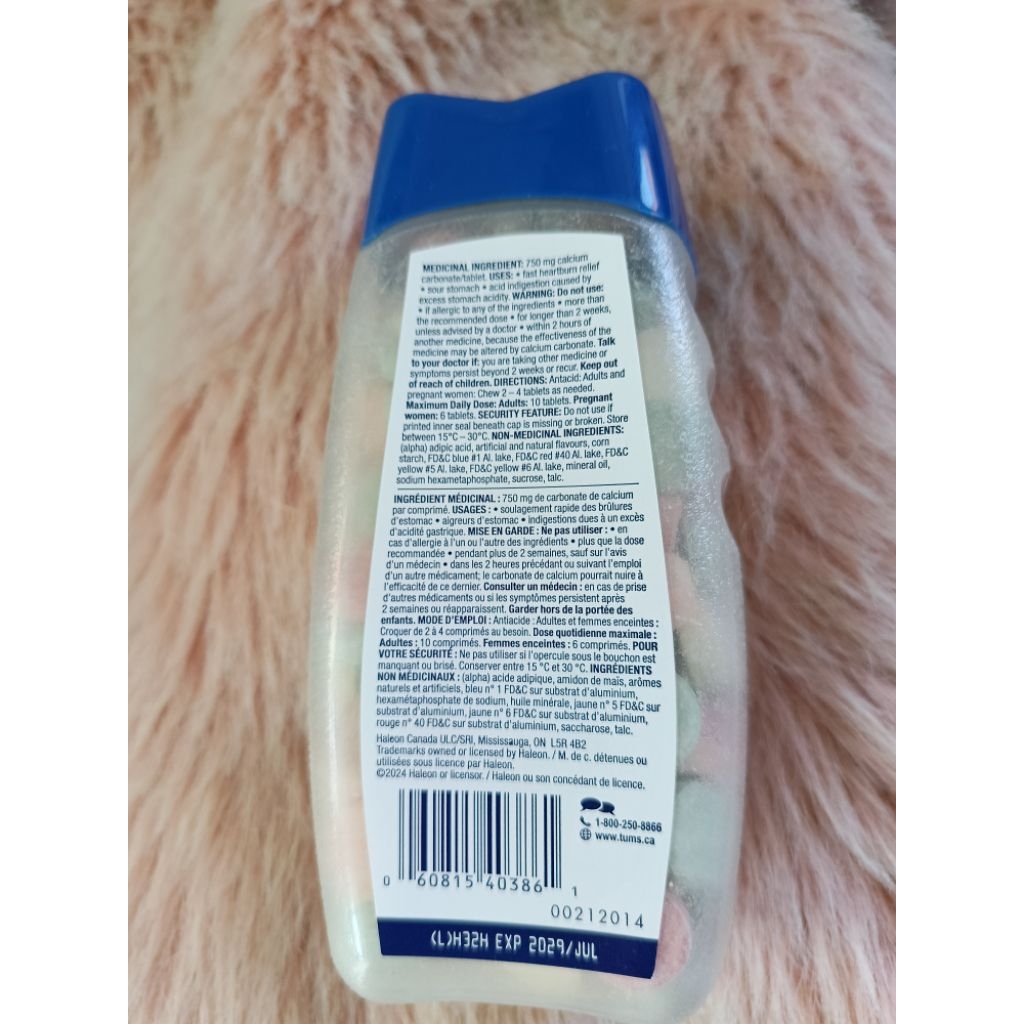 MEDICINAL INGREDIENT: 750 mg calcium
carbonate/tablet. USES: • fast heartburn relief
• sour stomach • acid indigestion caused by
excess stomach acidity. WARNING: Do not use:
• if allergic to any of the ingredients • more than
the recommended dose • for longer than 2 weeks,
unless advised by a doctor • within 2 hours of
another medicine, because the effectiveness of the
medicine may be altered by calcium carbonate. Talk
to your doctor if: you are taking other medicine or
symptoms persist beyond 2 weeks or recur. Keep out
of reach of children. DIRECTIONS: Antacid: Adults and
pregnant women: Chew 2 – 4 tablets as needed.
Maximum Daily Dose: Adults: 10 tablets. Pregnant
women: 6 tablets. SECURITY FEATURE: Do not use if
printed inner seal beneath cap is missing or broken. Store
between 15°C – 30°C. NON-MEDICINAL INGREDIENTS:
(alpha) adipic acid, artificial and natural flavours, corn
starch, FD&C blue #1 Al. lake, FD&C red #40 Al. lake, FD&C
yellow #5 Al. lake, FD&C yellow #6 Al. lake, mineral oil,
sodium hexametaphosphate, sucrose, talc.
INGRÉDIENT MÉDICINAL : 750 mg de carbonate de calcium
par comprimé. USAGES : • soulagement rapide des brûlures
d'estomac • aigreurs d'estomac • indigestions dues à un excès
d'acidité gastrique. MISE EN GARDE : Ne pas utiliser : • en
cas d'allergie à l'un ou l'autre des ingrédients • plus que la dose
recommandée • pendant plus de 2 semaines, sauf sur l'avis
d'un médecin • dans les 2 heures précédant ou suivant l'emploi
d'un autre médicament; le carbonate de calcium pourrait nuire à
l'efficacité de ce dernier. Consulter un médecin : en cas de prise
d'autres médicaments ou si les symptômes persistent après
2 semaines ou réapparaissent. Garder hors de la portée des
enfants. MODE D'EMPLOI : Antiacide : Adultes et femmes enceintes :
Croquer de 2 à 4 comprimés au besoin. Dose quotidienne maximale :
Adultes : 10 comprimés. Femmes enceintes : 6 comprimés. POUR
VOTRE SÉCURITÉ : Ne pas utiliser si l'opercule sous le bouchon est
manquant ou brisé. Conserver entre 15 °C et 30 °C. INGRÉDIENTS
NON MÉDICINAUX : (alpha) acide adipique, amidon de maïs, arômes
naturels et artificiels, bleu n° 1 FD&C sur substrat d'aluminium,
hexamétaphosphate de sodium, huile minérale, jaune n° 5 FD&C sur
substrat d'aluminium, jaune n° 6 FD&C sur substrat d'aluminium,
rouge n° 40 FD&C sur substrat d'aluminium, saccharose, talc.
Haleon Canada ULC/SRI, Mississauga, ON L5R 4B2
Trademarks owned or licensed by Haleon. / M. de c. détenues ou
utilisées sous licence par Haleon.
©2024 Haleon or licensor. / Haleon ou son concédant de licence.
1-800-250-8866
www.tums.ca
0 60815 40386 1
00212014
(L)H32H EXP 2029/JUL